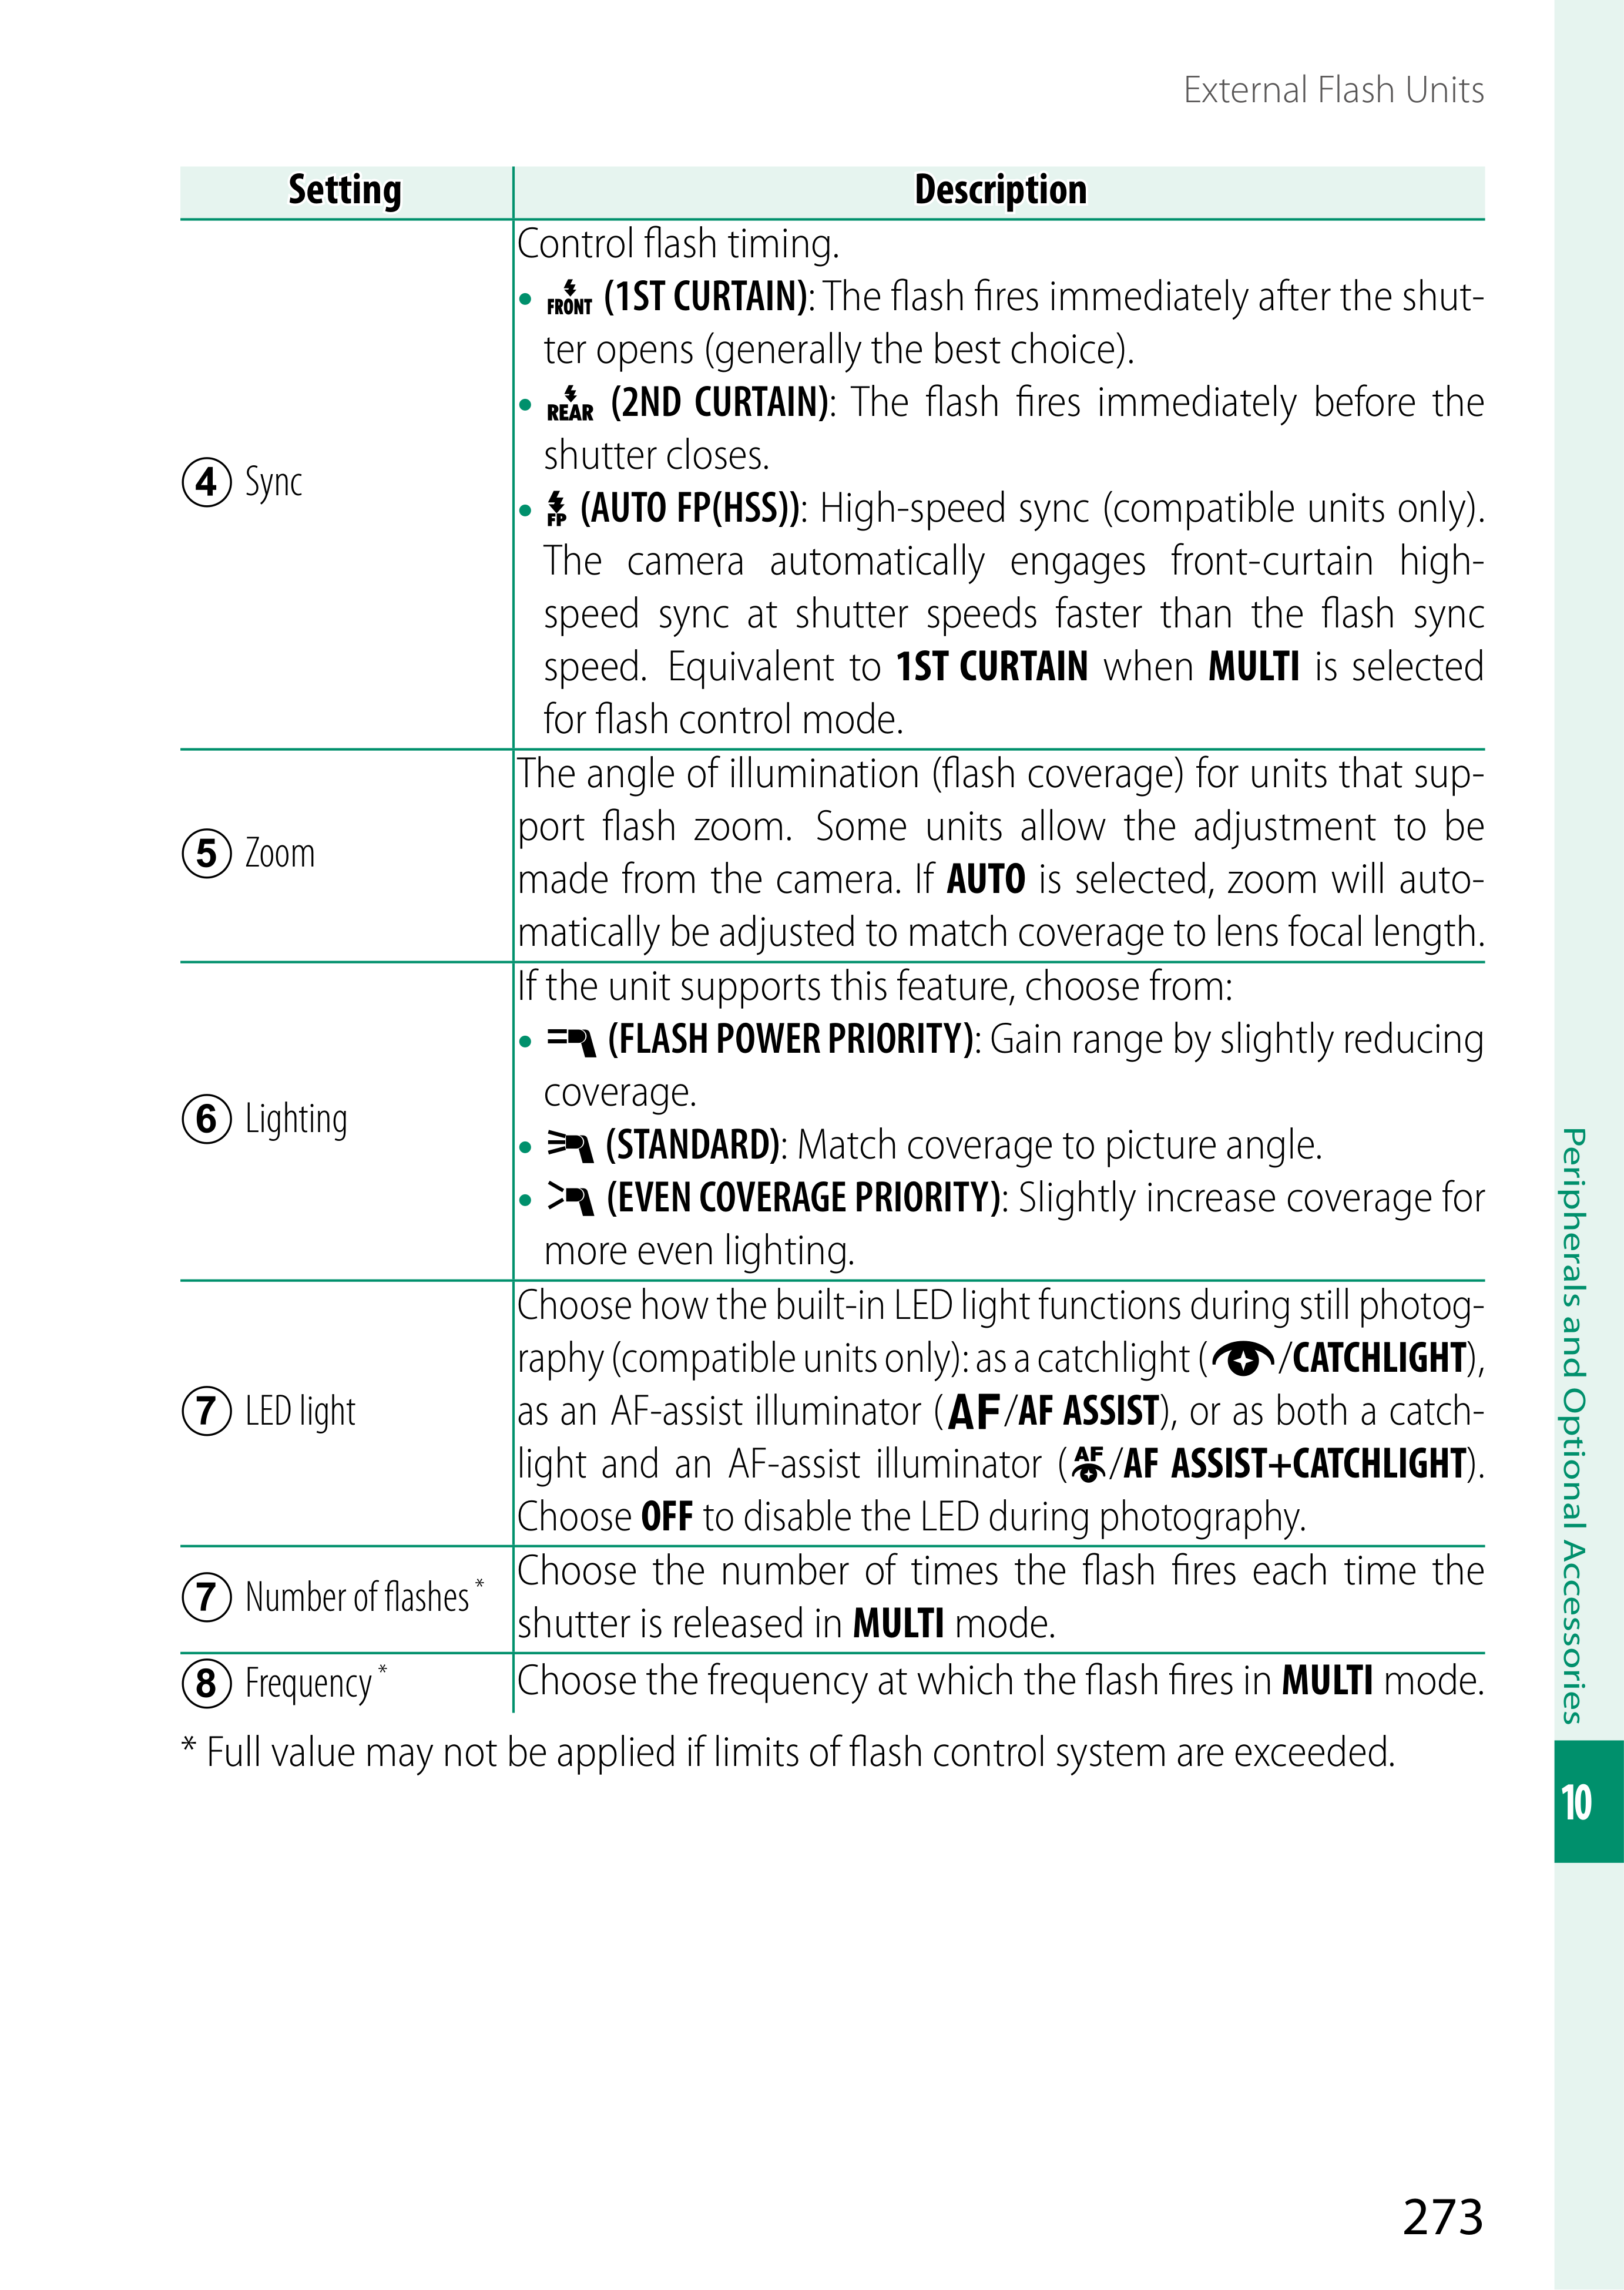 External Flash Units
Setting Description
④ Sync
Control flash timing.
• FRONT (1ST CURTAIN): The flash fires immediately after the shut-
ter opens (generally the best choice).
• REAR (2ND CURTAIN): The flash fires immediately before the
shutter closes.
• FP (AUTO FP(HSS)): High-speed sync (compatible units only).
The camera automatically engages front-curtain high-
speed sync at shutter speeds faster than the flash sync
speed. Equivalent to 1ST CURTAIN when MULTI is selected
for flash control mode.
⑤ Zoom
The angle of illumination (flash coverage) for units that sup-
port flash zoom. Some units allow the adjustment to be
made from the camera. If AUTO is selected, zoom will auto-
matically be adjusted to match coverage to lens focal length.
⑥ Lighting
If the unit supports this feature, choose from:
• (FLASH POWER PRIORITY): Gain range by slightly reducing
coverage.
• (STANDARD): Match coverage to picture angle.
• (EVEN COVERAGE PRIORITY): Slightly increase coverage for
more even lighting.
⑦ LED light
Choose how the built-in LED light functions during still photog-
raphy (compatible units only): as a catchlight (/CATCHLIGHT),
as an AF-assist illuminator (AF/AF ASSIST), or as both a catch-
light and an AF-assist illuminator (AF/AF ASSIST+CATCHLIGHT).
Choose OFF to disable the LED during photography.
⑦ Number of flashes *
Choose the number of times the flash fires each time the
shutter is released in MULTI mode.
⑧ Frequency *
Choose the frequency at which the flash fires in MULTI mode.
* Full value may not be applied if limits of flash control system are exceeded.
Peripherals and Optional Accessories
10
273